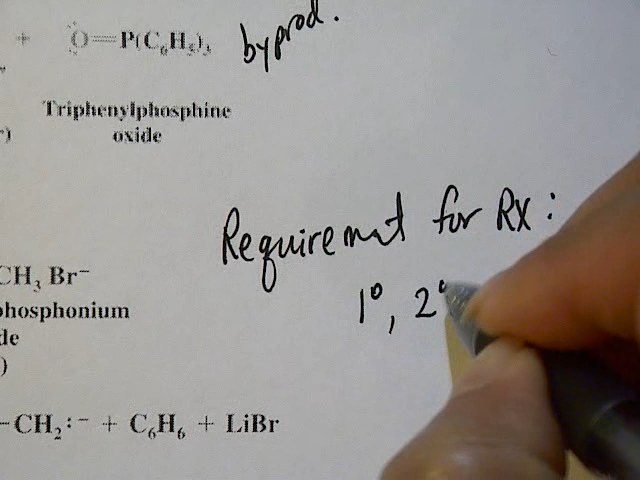 + O=P(C₆H₅)₃ byprod.
Triphenylphosphine
oxide
Requirement for RX:
CH₃ Br⁻
1°, 2°
phosphonium
de
)
-CH₂:⁻ + C₆H₆ + LiBr